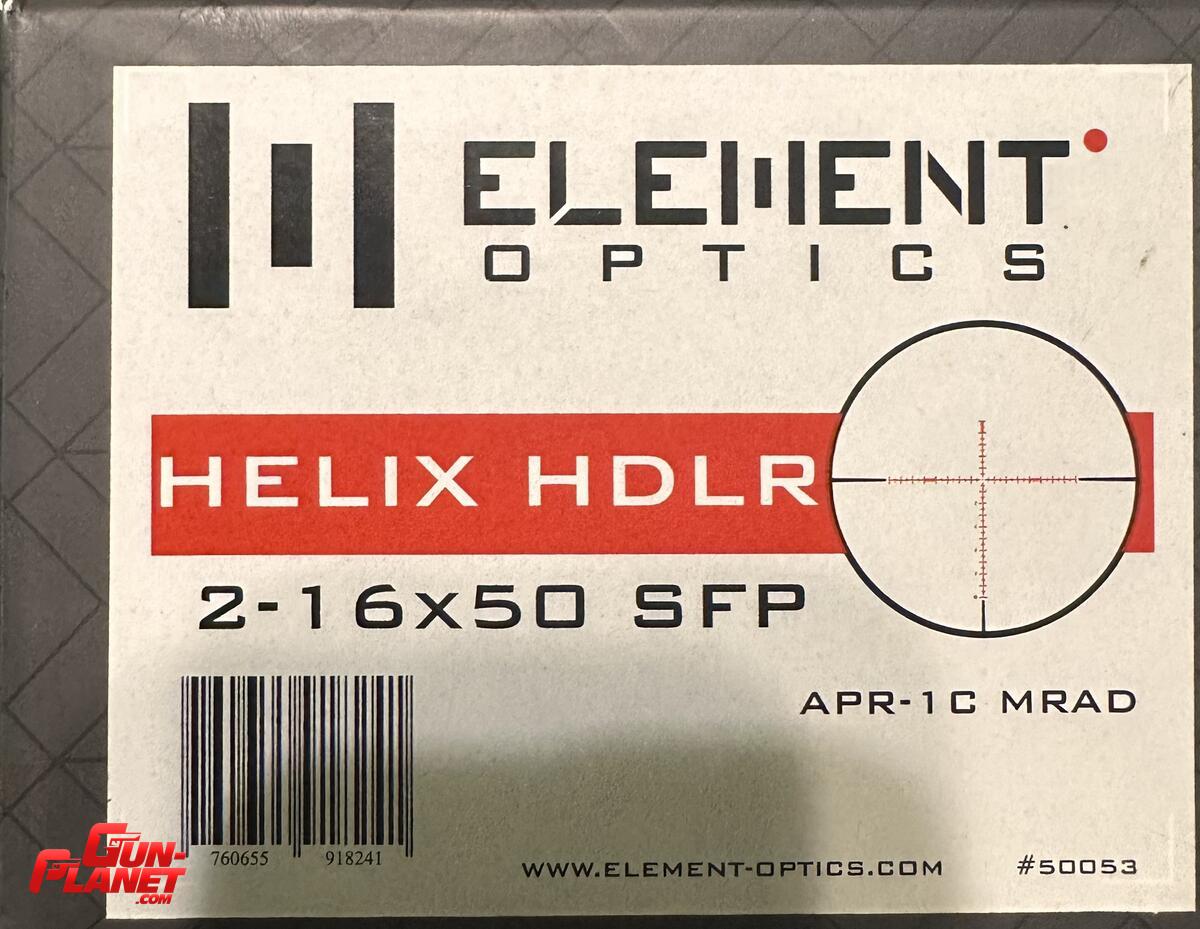 ELEMENT
OPTICS
HELIX HDLR
2-16x50 SFP
APR-1C MRAD
760655 918241
WWW.ELEMENT-OPTICS.COM #50053
GUN-
PLANET
.COM